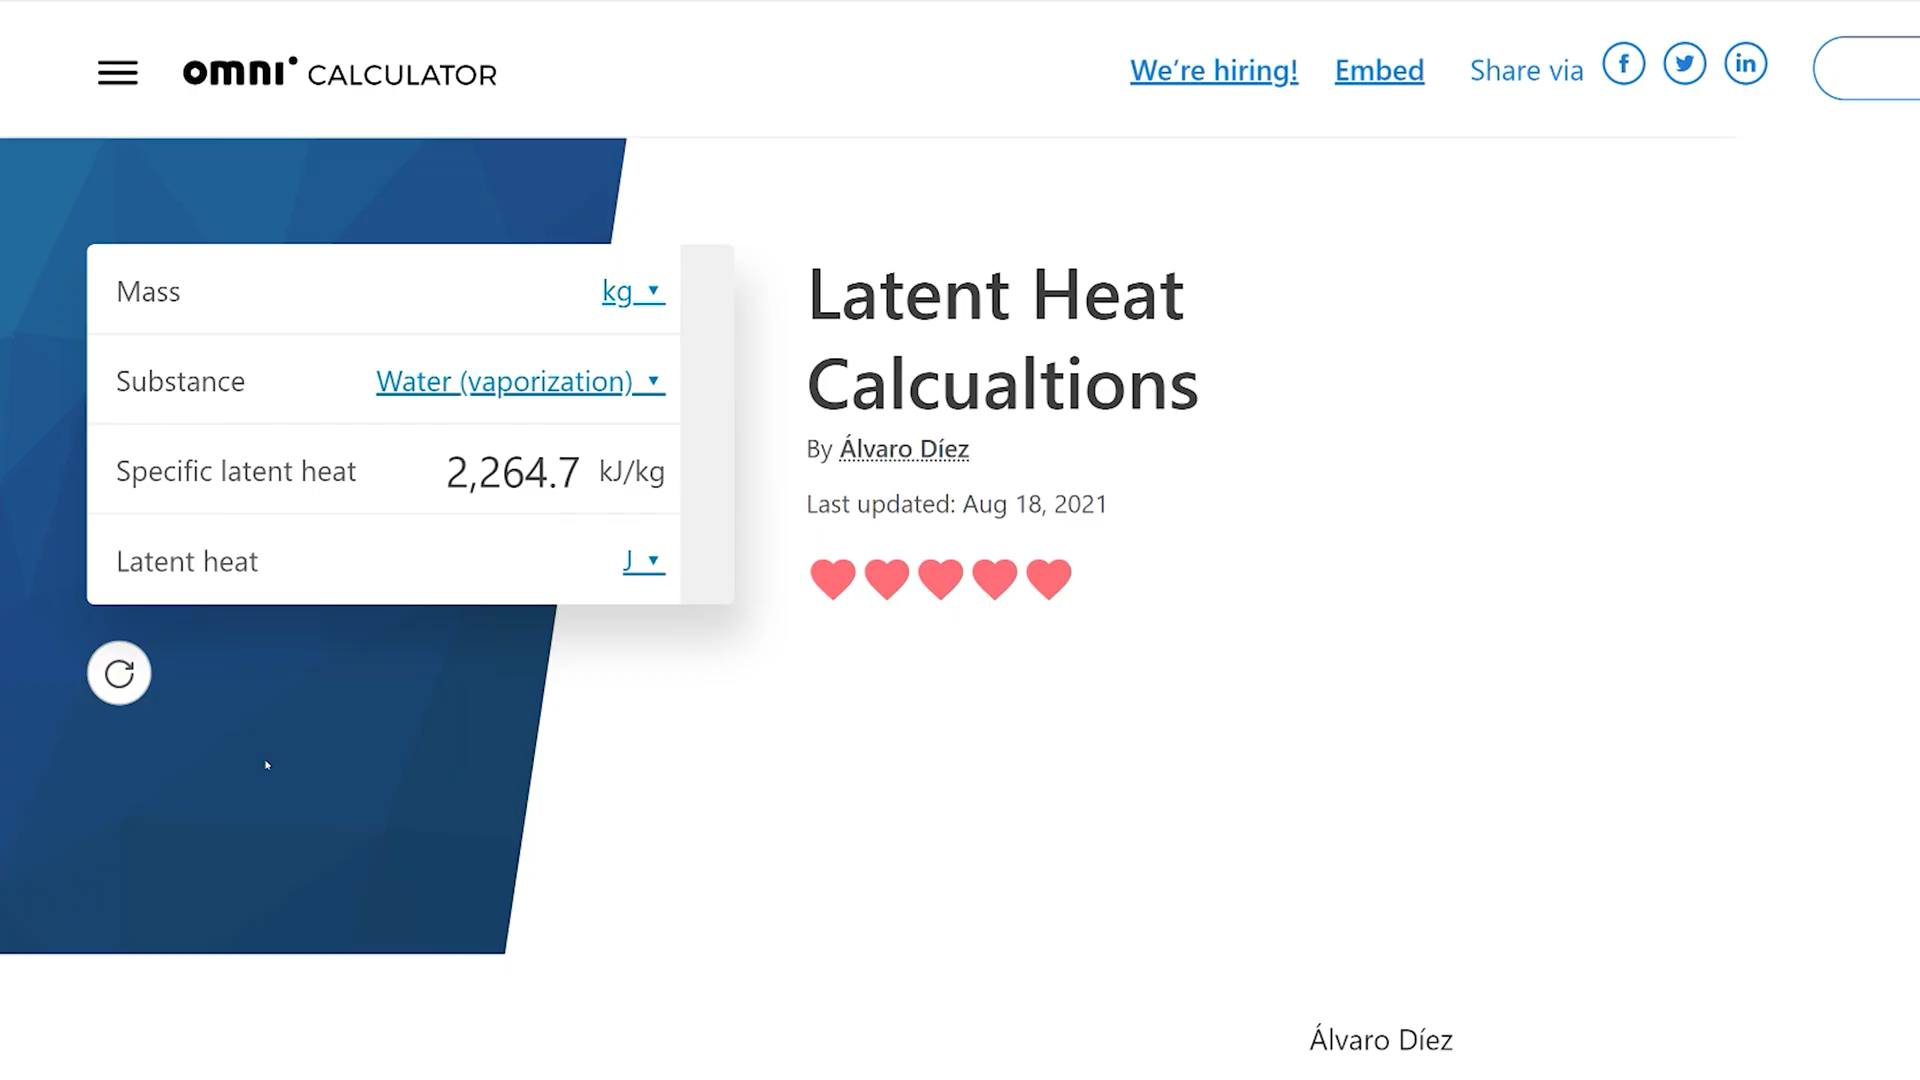 omni CALCULATOR
We're hiring! Embed Share via f in
Mass kg
Substance Water (vaporization)
Specific latent heat 2,264.7 kJ/kg
Latent heat J
Latent Heat
Calcualtions
By Álvaro Díez
Last updated: Aug 18, 2021
Álvaro Díez